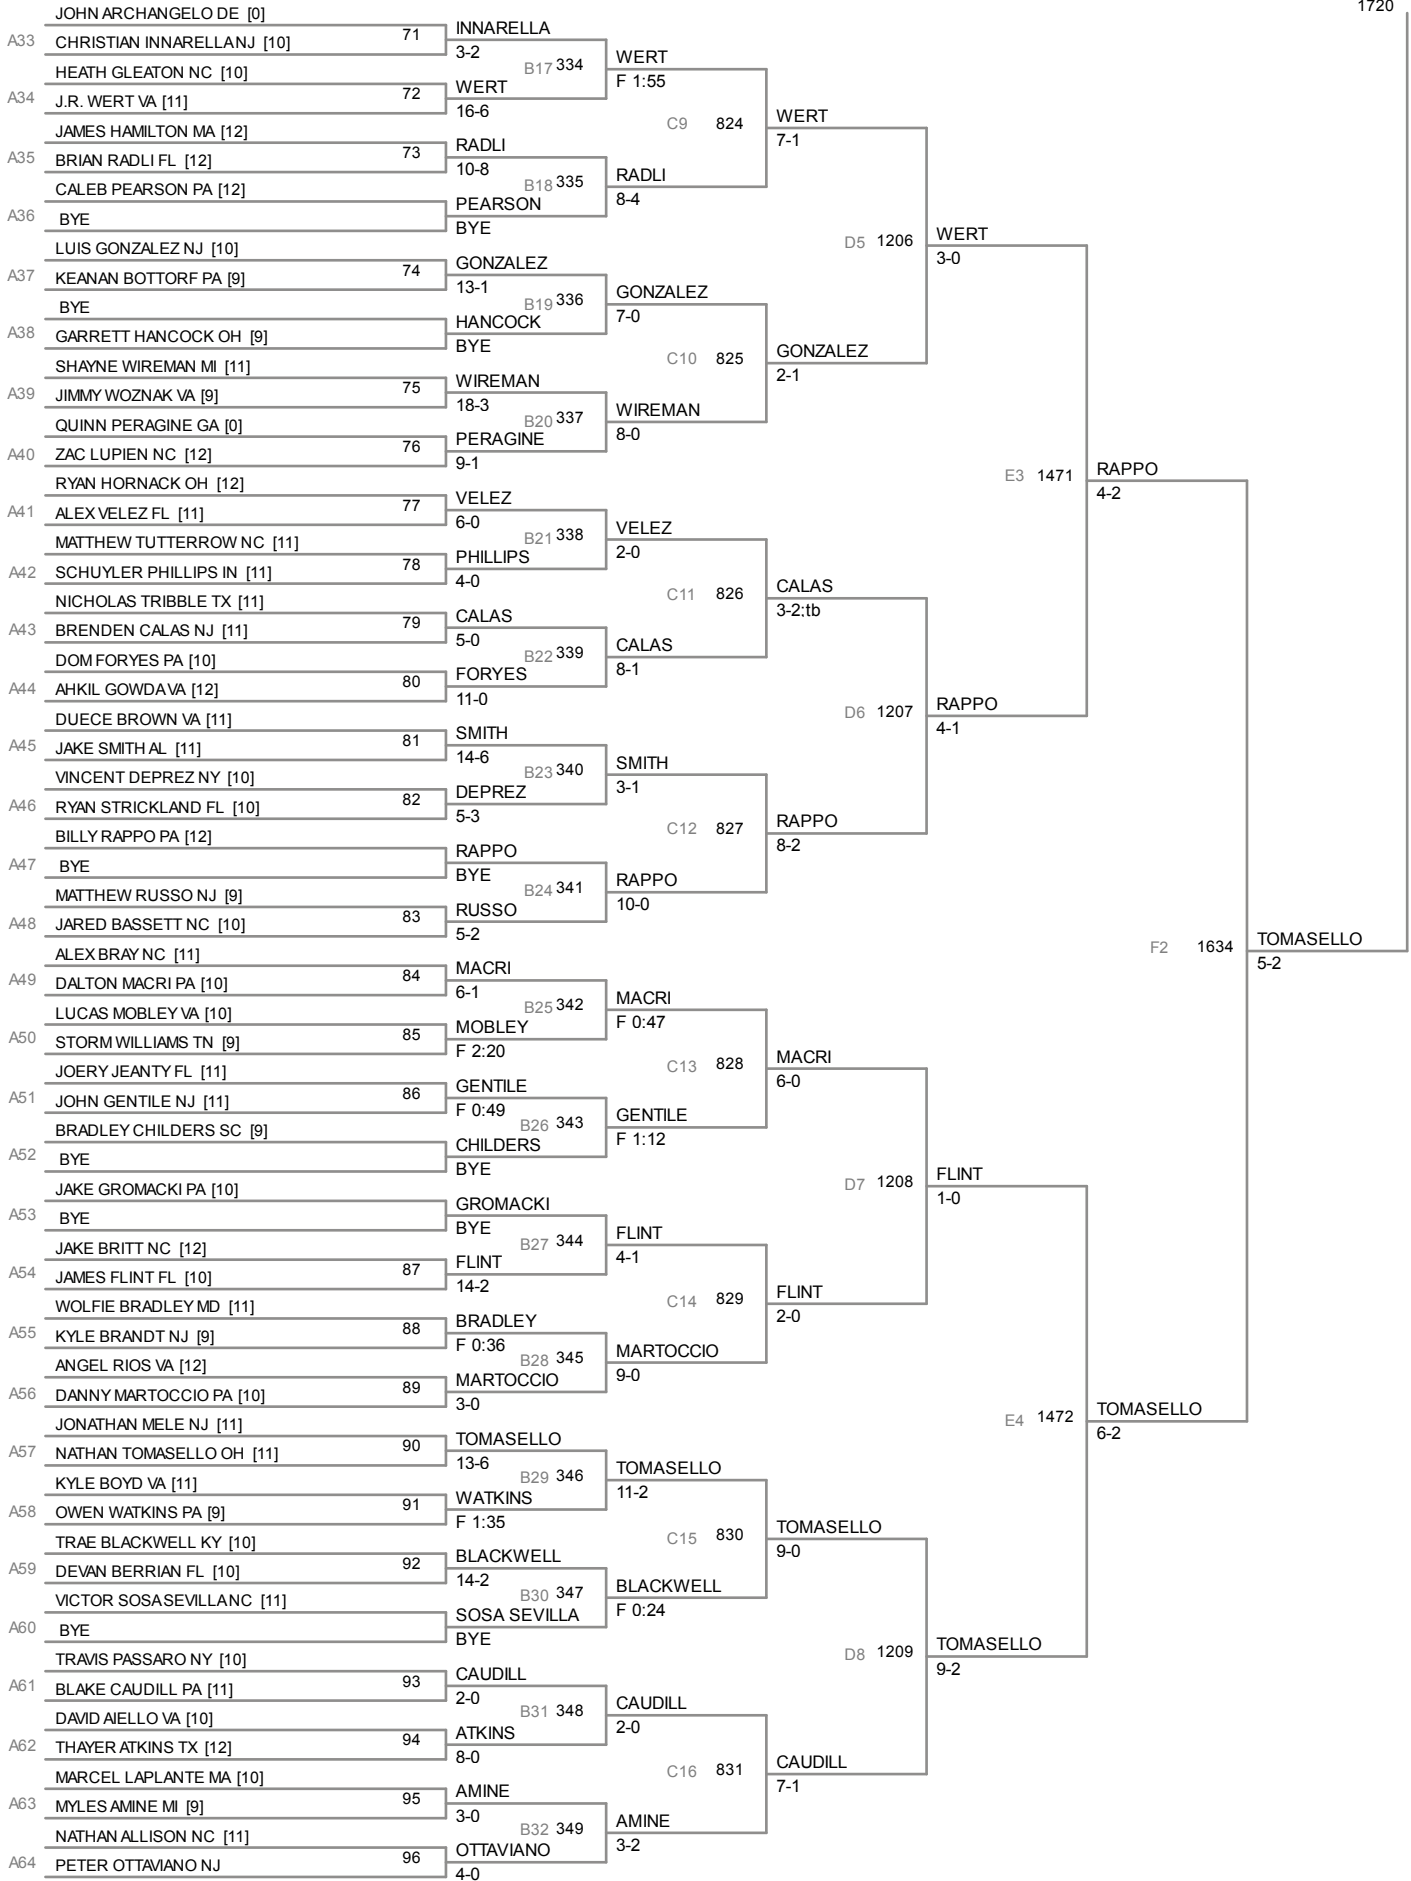 1720
JOHN ARCHANGELO DE [0]
A33
71
CHRISTIAN INNARELLANJ [10]
INNARELLA
3-2
HEATH GLEATON NC [10]
A34
72
J.R. WERT VA [11]
WERT
16-6
B17 334
WERT
F 1:55
JAMES HAMILTON MA [12]
A35
73
BRIAN RADLI FL [12]
RADLI
10-8
CALEB PEARSON PA [12]
A36
BYE
PEARSON
BYE
B18 335
RADLI
8-4
C9 824
WERT
7-1
LUIS GONZALEZ NJ [10]
A37
74
KEANAN BOTTORF PA [9]
GONZALEZ
13-1
BYE
A38
GARRETT HANCOCK OH [9]
HANCOCK
BYE
B19 336
GONZALEZ
7-0
SHAYNE WIREMAN MI [11]
A39
75
JIMMY WOZNAK VA [9]
WIREMAN
18-3
QUINN PERAGINE GA [0]
A40
76
ZAC LUPIEN NC [12]
PERAGINE
9-1
B20 337
WIREMAN
8-0
C10 825
GONZALEZ
2-1
D5 1206
WERT
3-0
RYAN HORNACK OH [12]
A41
77
ALEX VELEZ FL [11]
VELEZ
6-0
MATTHEW TUTTERROW NC [11]
A42
78
SCHUYLER PHILLIPS IN [11]
PHILLIPS
4-0
B21 338
VELEZ
2-0
NICHOLAS TRIBBLE TX [11]
A43
79
BRENDEN CALAS NJ [11]
CALAS
5-0
DOM FORYES PA [10]
A44
80
AHKIL GOWDA VA [12]
FORYES
11-0
B22 339
CALAS
8-1
C11 826
CALAS
3-2:tb
DUECE BROWN VA [11]
A45
81
JAKE SMITH AL [11]
SMITH
14-6
VINCENT DEPREZ NY [10]
A46
82
RYAN STRICKLAND FL [10]
DEPREZ
5-3
B23 340
SMITH
3-1
BILLY RAPPO PA [12]
A47
BYE
RAPPO
BYE
MATTHEW RUSSO NJ [9]
A48
83
JARED BASSETT NC [10]
RUSSO
5-2
B24 341
RAPPO
10-0
C12 827
RAPPO
8-2
D6 1207
RAPPO
4-1
E3 1471
RAPPO
4-2
ALEX BRAY NC [11]
A49
84
DALTON MACRI PA [10]
MACRI
6-1
LUCAS MOBLEY VA [10]
A50
85
STORM WILLIAMS TN [9]
MOBLEY
F 2:20
B25 342
MACRI
F 0:47
JOERY JEANTY FL [11]
A51
86
JOHN GENTILE NJ [11]
GENTILE
F 0:49
BRADLEY CHILDERS SC [9]
A52
BYE
CHILDERS
BYE
B26 343
GENTILE
F 1:12
C13 828
MACRI
6-0
JAKE GROMACKI PA [10]
A53
BYE
GROMACKI
BYE
JAKE BRITT NC [12]
A54
87
JAMES FLINT FL [10]
FLINT
14-2
B27 344
FLINT
4-1
WOLFIE BRADLEY MD [11]
A55
88
KYLE BRANDT NJ [9]
BRADLEY
F 0:36
ANGEL RIOS VA [12]
A56
89
DANNY MARTOCCIO PA [10]
MARTOCCIO
3-0
B28 345
MARTOCCIO
9-0
C14 829
FLINT
2-0
D7 1208
FLINT
1-0
JONATHAN MELE NJ [11]
A57
90
NATHAN TOMASELLO OH [11]
TOMASELLO
13-6
KYLE BOYD VA [11]
A58
91
OWEN WATKINS PA [9]
WATKINS
F 1:35
B29 346
TOMASELLO
11-2
TRAE BLACKWELL KY [10]
A59
92
DEVAN BERRIAN FL [10]
BLACKWELL
14-2
VICTOR SOSASEVILLANC [11]
A60
BYE
SOSA SEVILLA
BYE
B30 347
BLACKWELL
F 0:24
C15 830
TOMASELLO
9-0
TRAVIS PASSARO NY [10]
A61
93
BLAKE CAUDILL PA [11]
CAUDILL
2-0
DAVID AIELLO VA [10]
A62
94
THAYER ATKINS TX [12]
ATKINS
8-0
B31 348
CAUDILL
2-0
MARCEL LAPLANTE MA [10]
A63
95
MYLES AMINE MI [9]
AMINE
3-0
NATHAN ALLISON NC [11]
A64
96
PETER OTTAVIANO NJ
OTTAVIANO
4-0
B32 349
AMINE
3-2
C16 831
CAUDILL
7-1
D8 1209
TOMASELLO
9-2
E4 1472
TOMASELLO
6-2
F2 1634
TOMASELLO
5-2